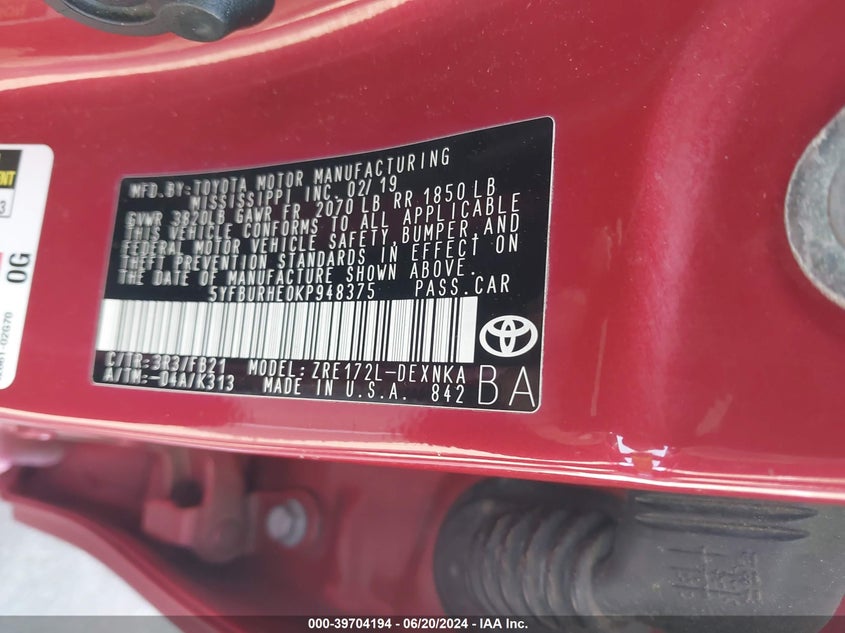 MFD. BY: TOYOTA MOTOR MANUFACTURING
MISSISSIPPI INC. 02/19
GVWR 3820LB GAWR FR 2070 LB RR 1850 LB
THIS VEHICLE CONFORMS TO ALL APPLICABLE
FEDERAL MOTOR VEHICLE SAFETY, BUMPER, AND
THEFT PREVENTION STANDARDS IN EFFECT ON
THE DATE OF MANUFACTURE SHOWN ABOVE.
5YFBURHE0KP948375 PASS. CAR
C/TR: 3R3/FB21 MODEL: ZRE172L-DEXNKA
A/TM: -04A/K313 MADE IN U.S.A. 842
BA
0G
000-39704194 - 06/20/2024 - IAA Inc.